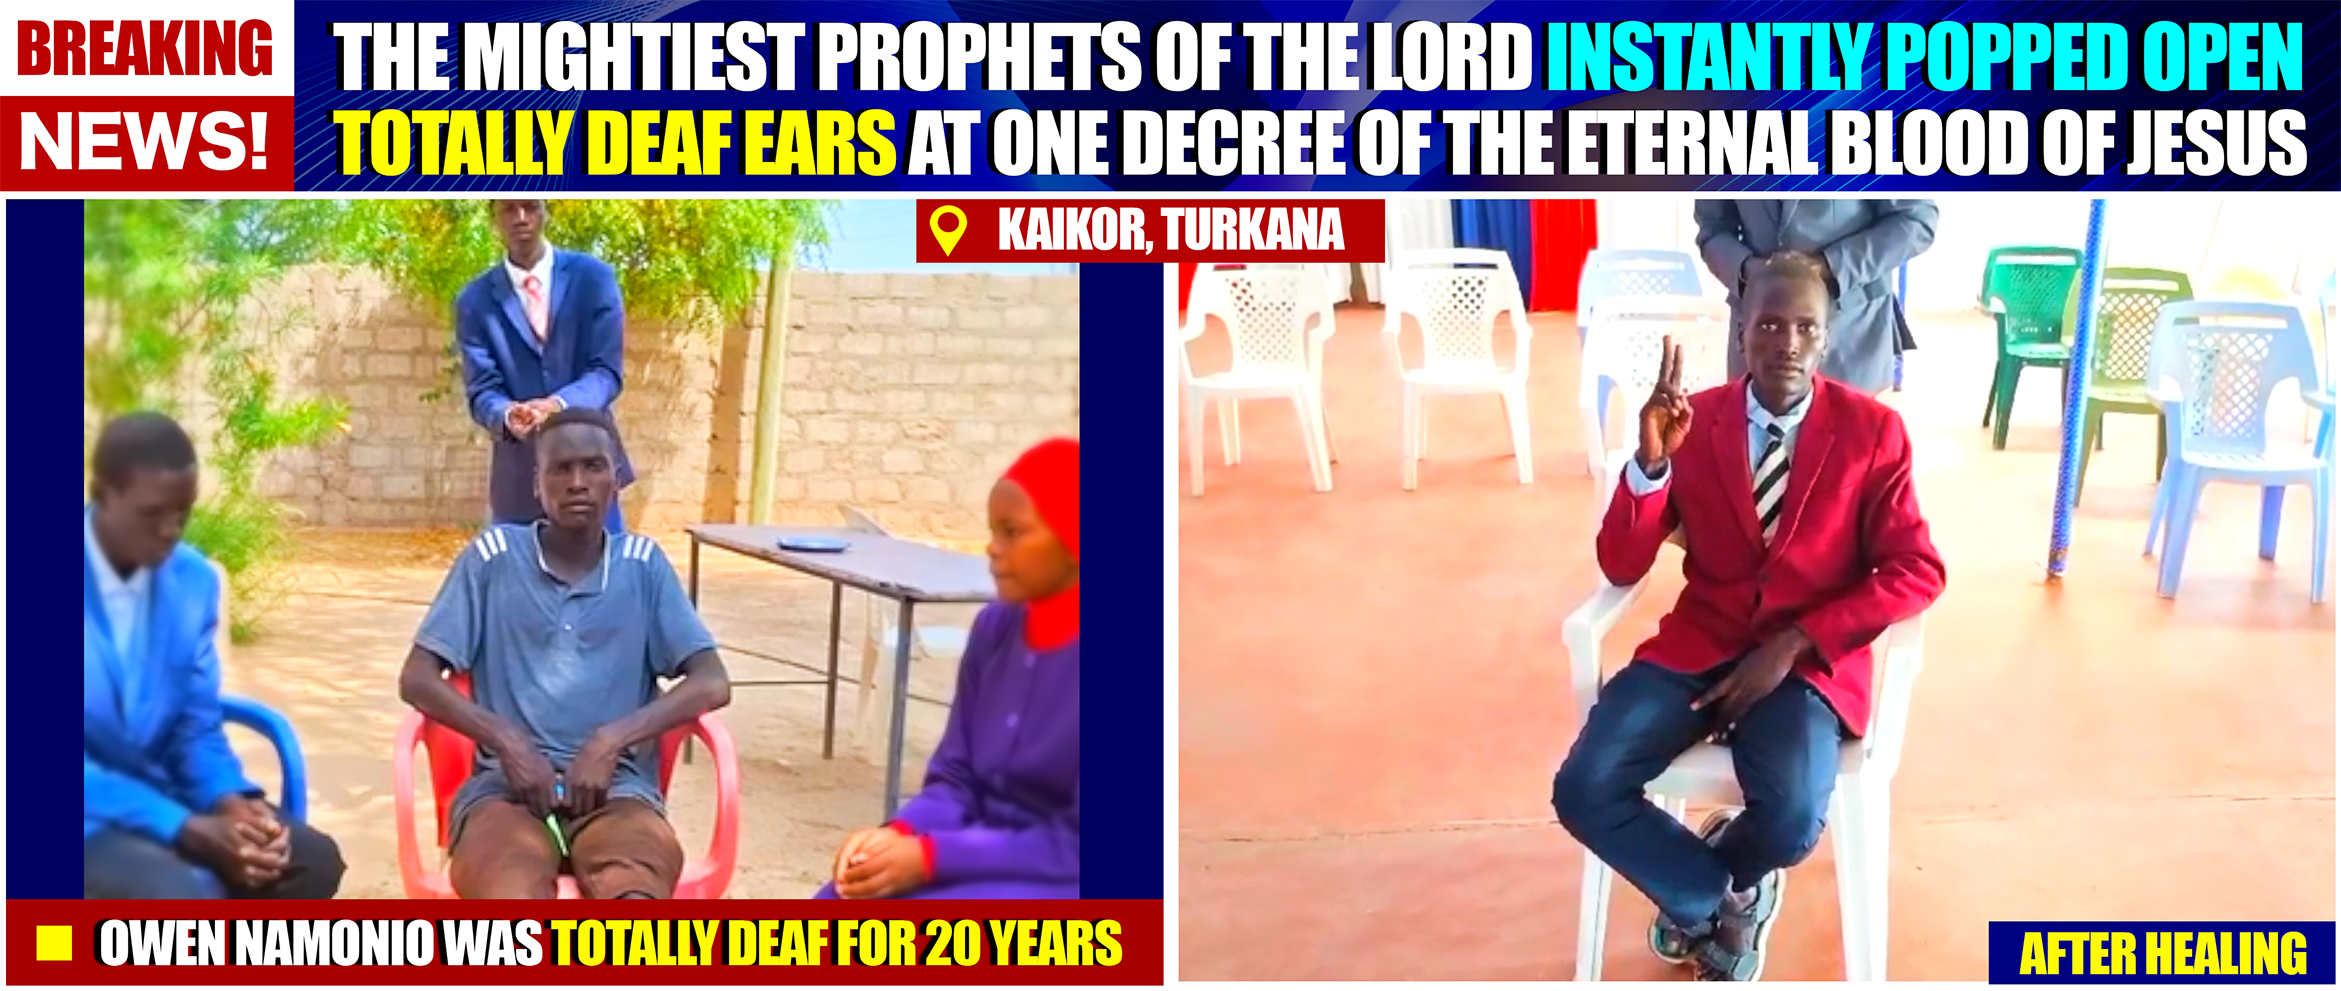 BREAKING
NEWS!
THE MIGHTIEST PROPHETS OF THE LORD INSTANTLY POPPED OPEN
TOTALLY DEAF EARS AT ONE DECREE OF THE ETERNAL BLOOD OF JESUS
KAIKOR, TURKANA
OWEN NAMONIO WAS TOTALLY DEAF FOR 20 YEARS
AFTER HEALING